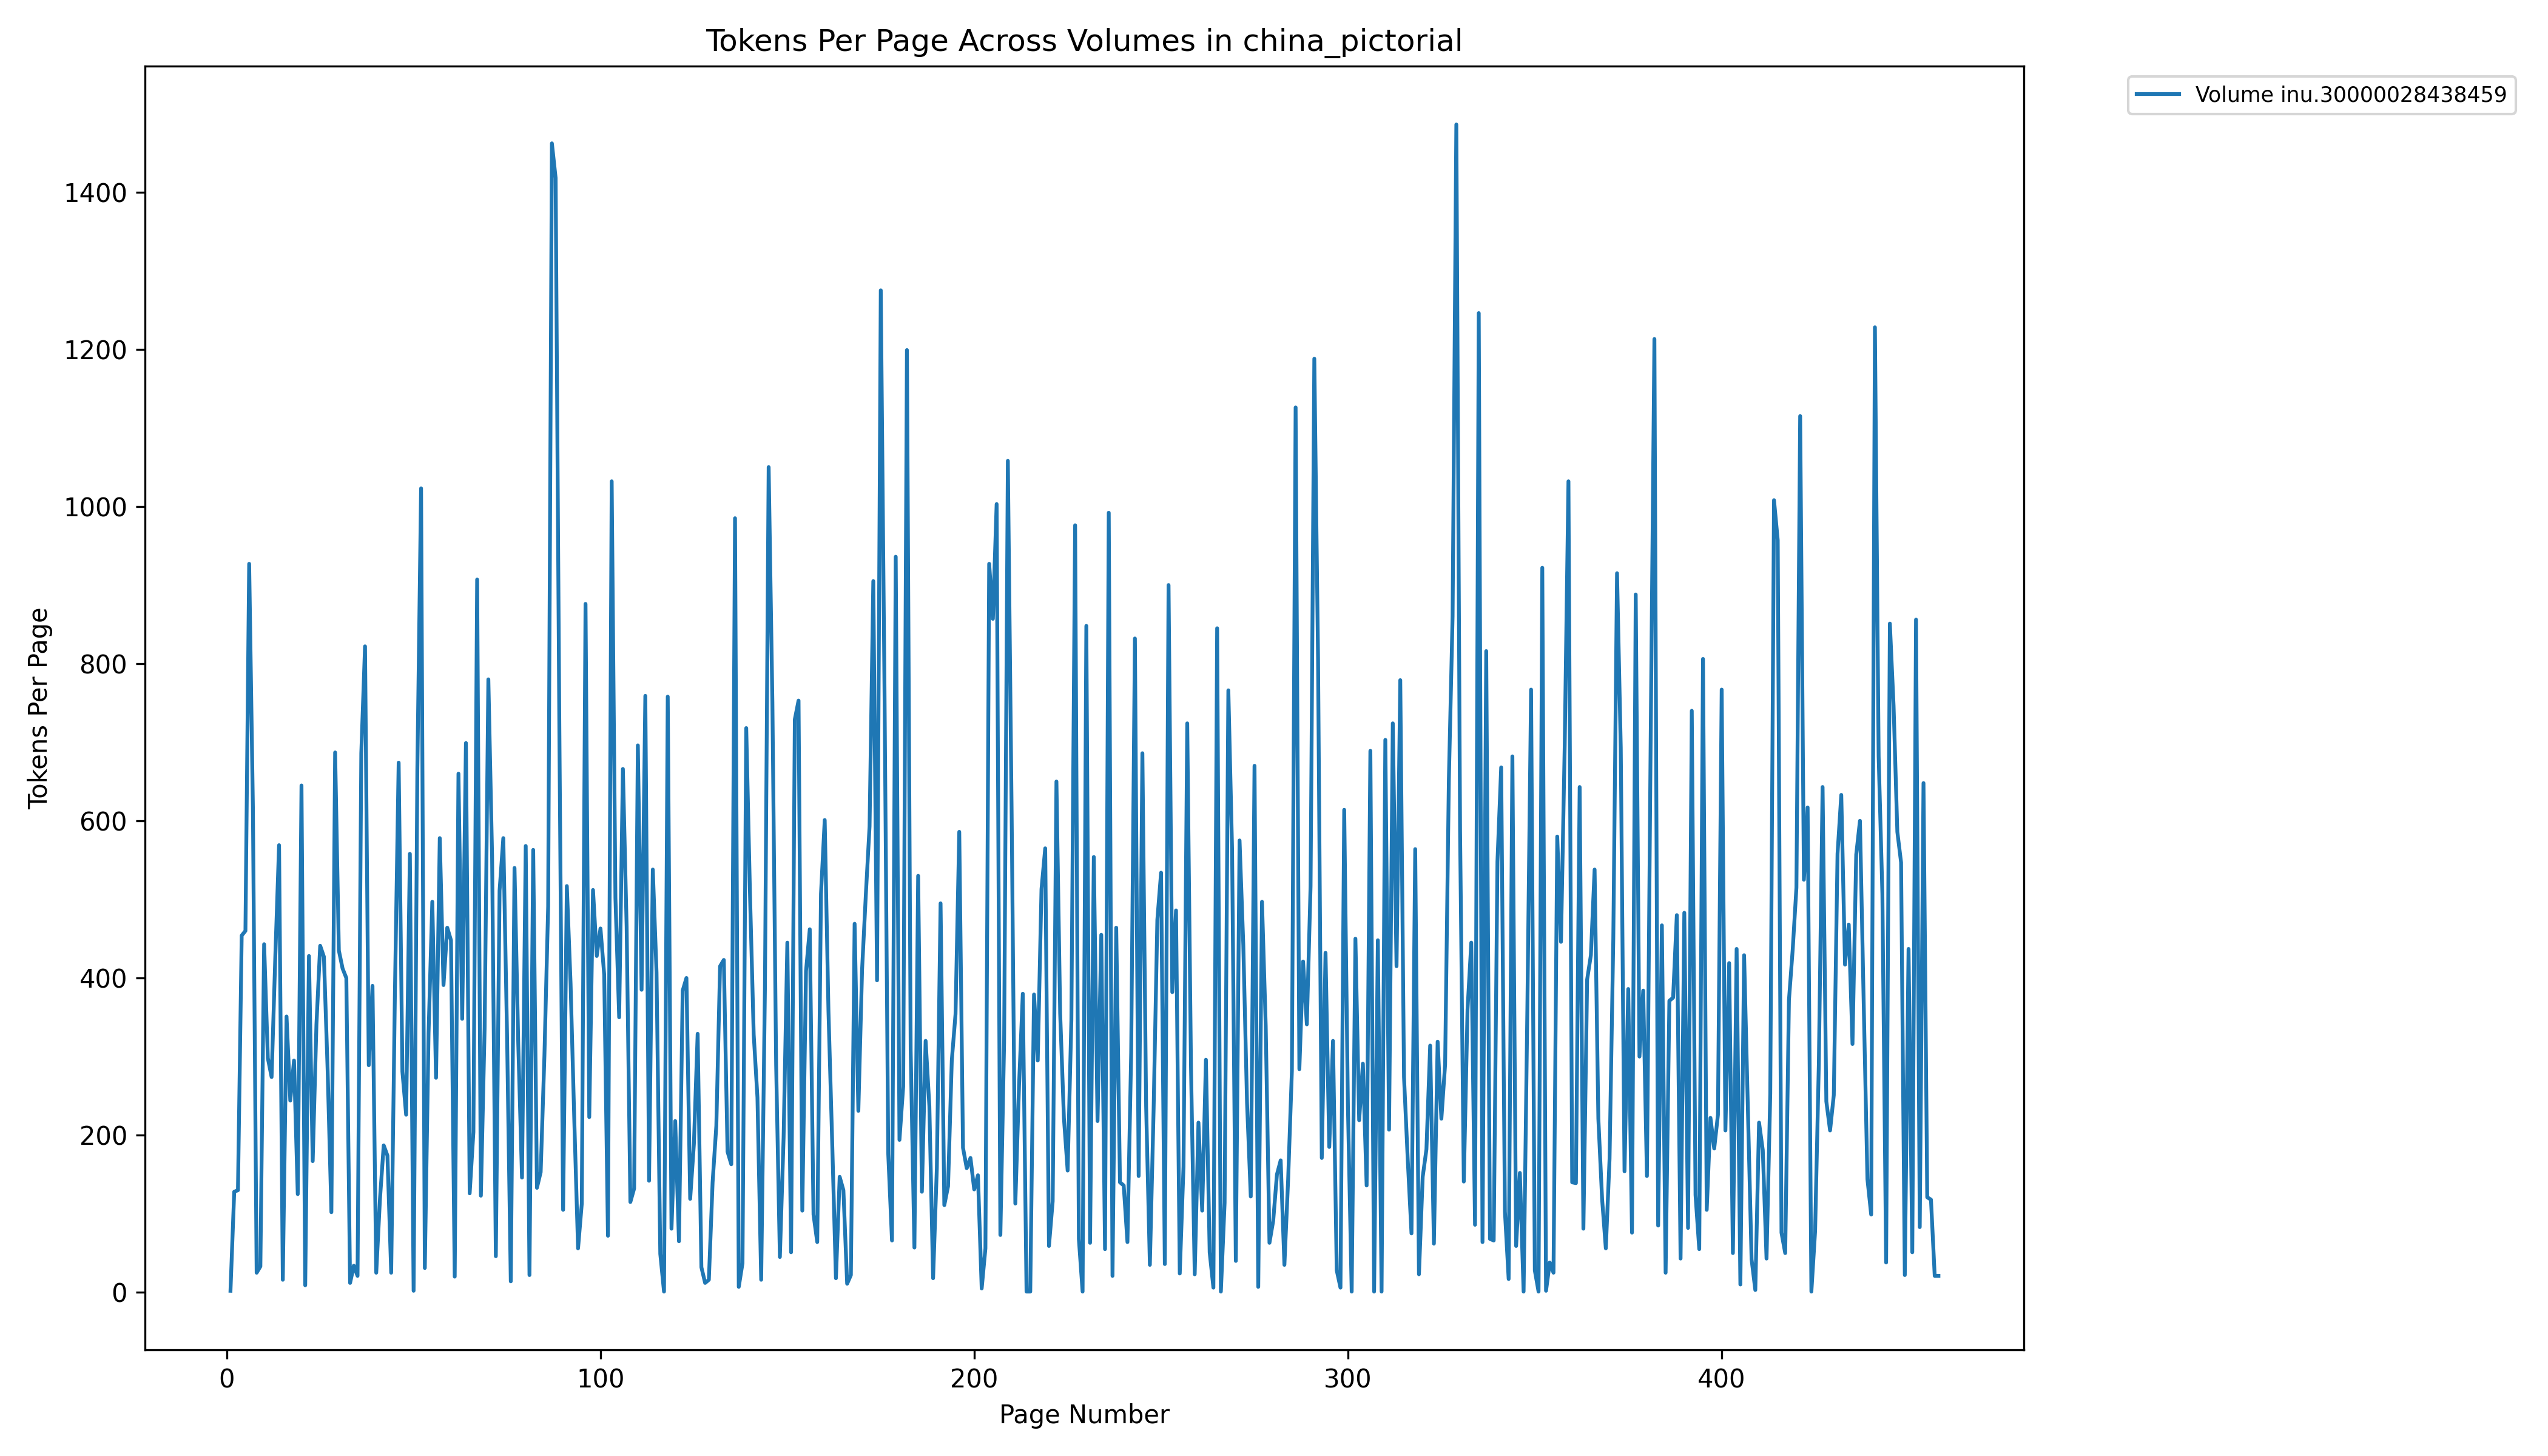 Tokens Per Page Across Volumes in china_pictorial
Volume inu.30000028438459
1400
1200
1000
800
600
400
200
0
Tokens Per Page
0 100 200 300 400
Page Number